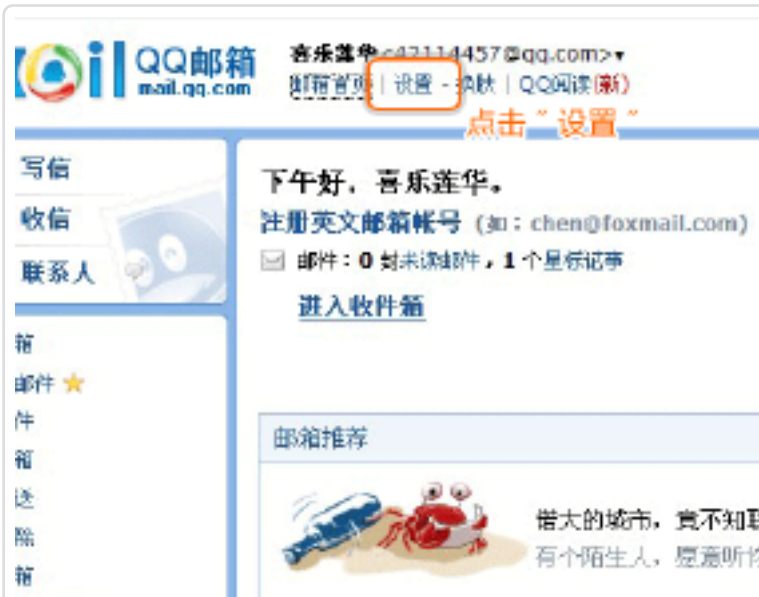 QQ邮箱
mail.qq.com
喜乐莲华
邮箱首页 | 设置 - 换肤 | QQ阅读(新)
点击“设置”
写信
收信
联系人
下午好，喜乐莲华。
注册英文邮箱帐号 (如：chen@foxmail.com)
邮件：0 封未读邮件，1 个星标记事
进入收件箱
箱
邮件
件
箱
送
除
箱
邮箱推荐
偌大的城市，竟不知
有个陌生人，愿意听